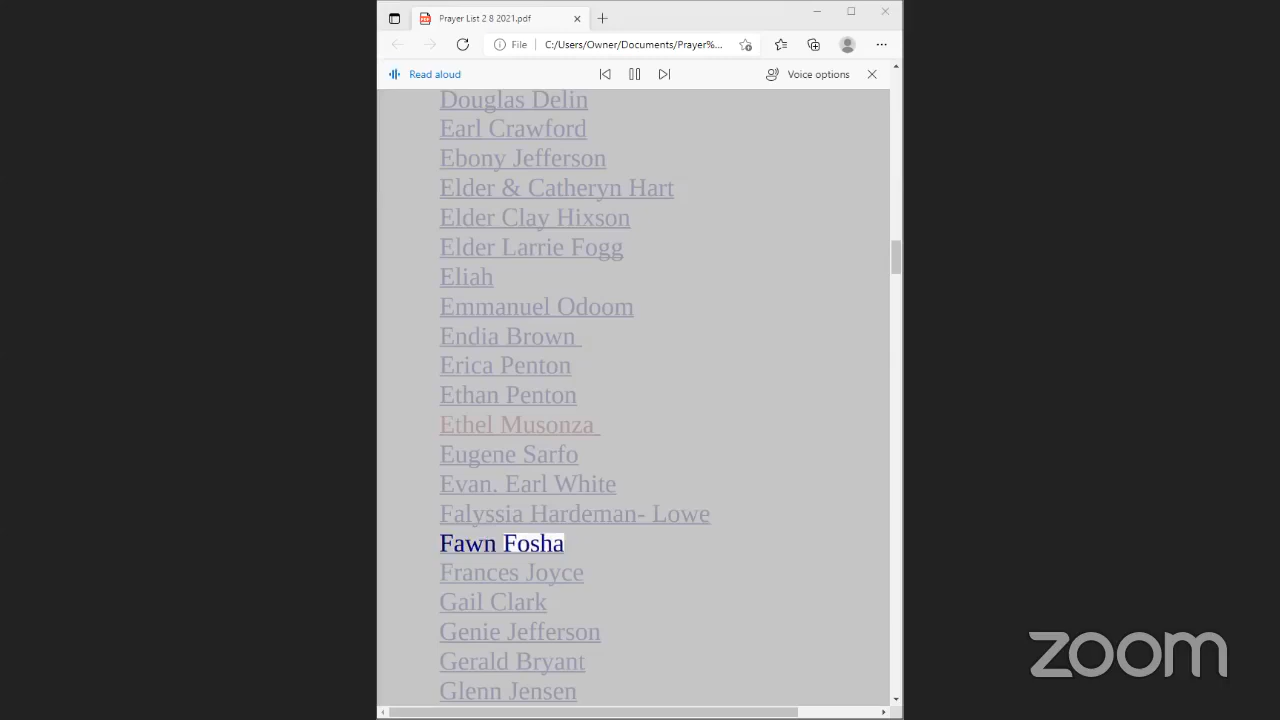 Prayer List 2 8 2021.pdf
File
C:/Users/Owner/Documents/Prayer%...
Read aloud
Voice options
Douglas Delin
Earl Crawford
Ebony Jefferson
Elder & Catheryn Hart
Elder Clay Hixson
Elder Larrie Fogg
Eliah
Emmanuel Odoom
Endia Brown
Erica Penton
Ethan Penton
Ethel Musonza
Eugene Sarfo
Evan. Earl White
Falyssia Hardeman- Lowe
Fawn Fosha
Frances Joyce
Gail Clark
Genie Jefferson
Gerald Bryant
Glenn Jensen
zoom